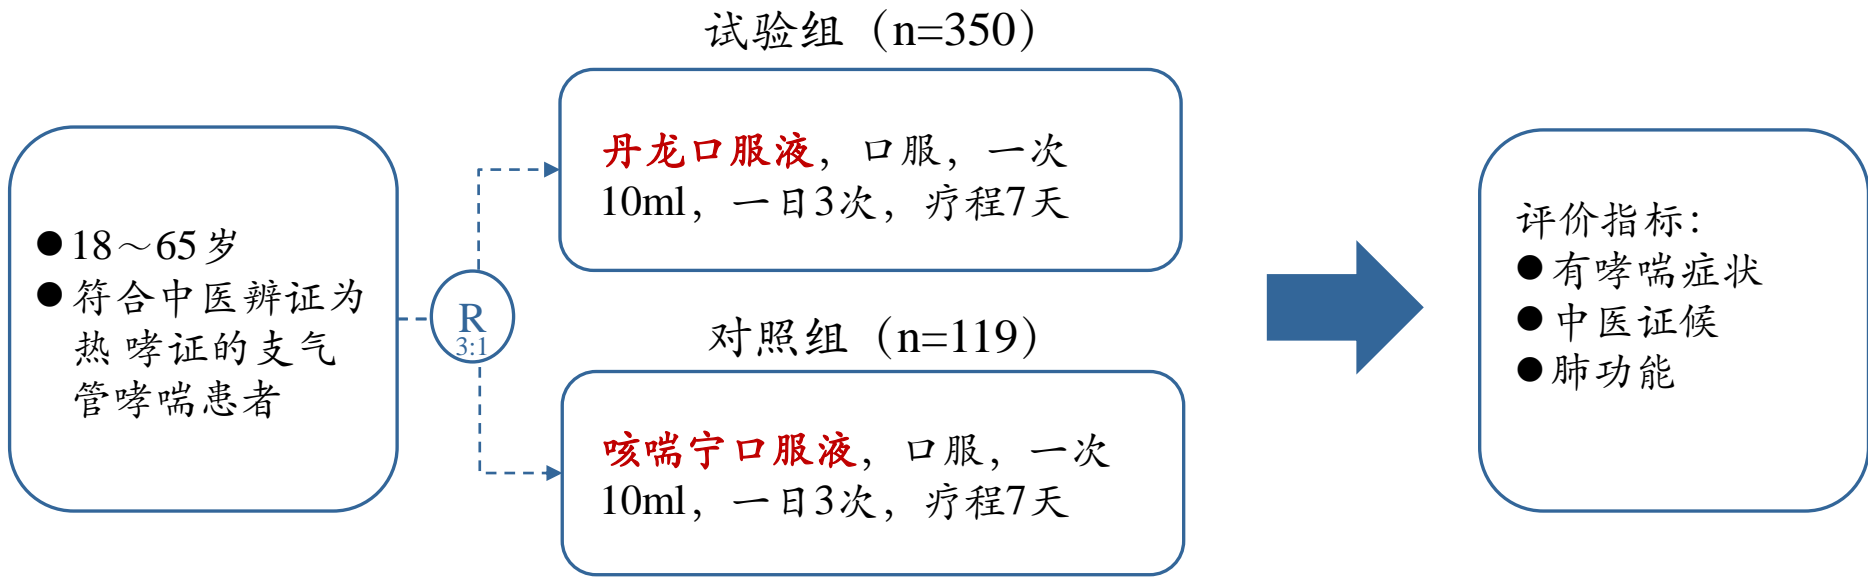 试验组（n=350）
丹龙口服液，口服，一次
10ml，一日3次，疗程7天
●18～65岁
●符合中医辨证为
热 哮证的支气
管哮喘患者
R
3:1
对照组（n=119）
咳喘宁口服液，口服，一次
10ml，一日3次，疗程7天
评价指标：
●有哮喘症状
●中医证候
●肺功能